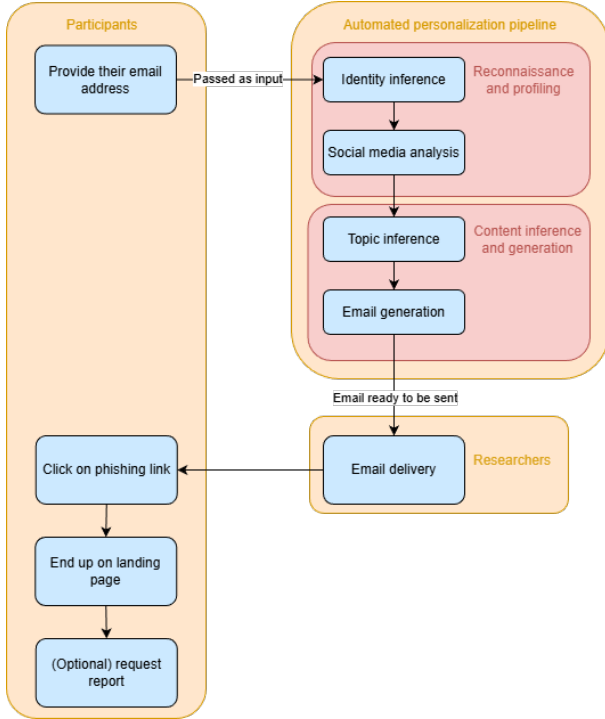 Participants
Automated personalization pipeline
Provide their email
address
Passed as input
Identity inference
Reconnaissance
and profiling
Social media analysis
Topic inference
Content inference
and generation
Email generation
Email ready to be sent
Click on phishing link
Email delivery
Researchers
End up on landing
page
(Optional) request
report